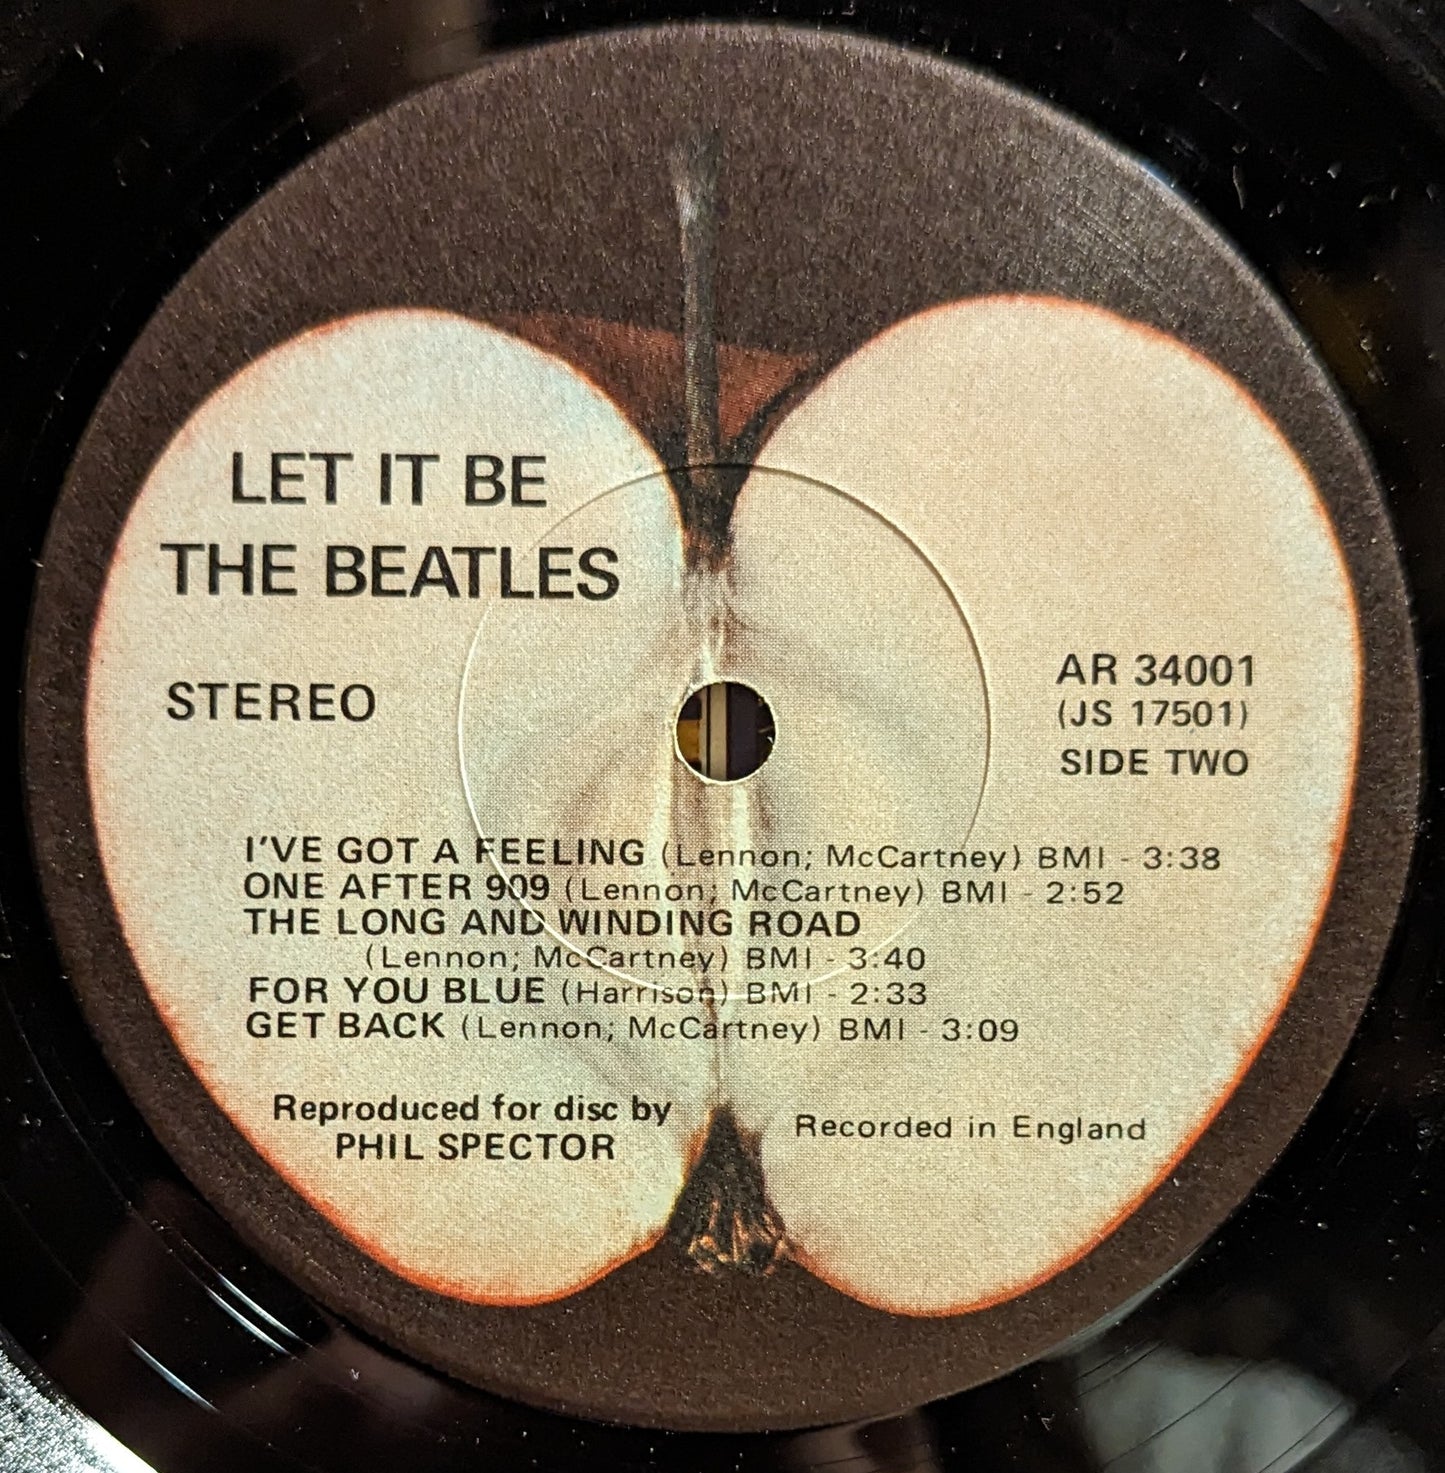 LET IT BE
THE BEATLES
STEREO
AR 34001
(JS 17501)
SIDE TWO
I'VE GOT A FEELING (Lennon; McCartney) BMI - 3:38
ONE AFTER 909 (Lennon; McCartney) BMI - 2:52
THE LONG AND WINDING ROAD
(Lennon; McCartney) BMI - 3:40
FOR YOU BLUE (Harrison) BMI - 2:33
GET BACK (Lennon; McCartney) BMI - 3:09
Reproduced for disc by
PHIL SPECTOR
Recorded in England